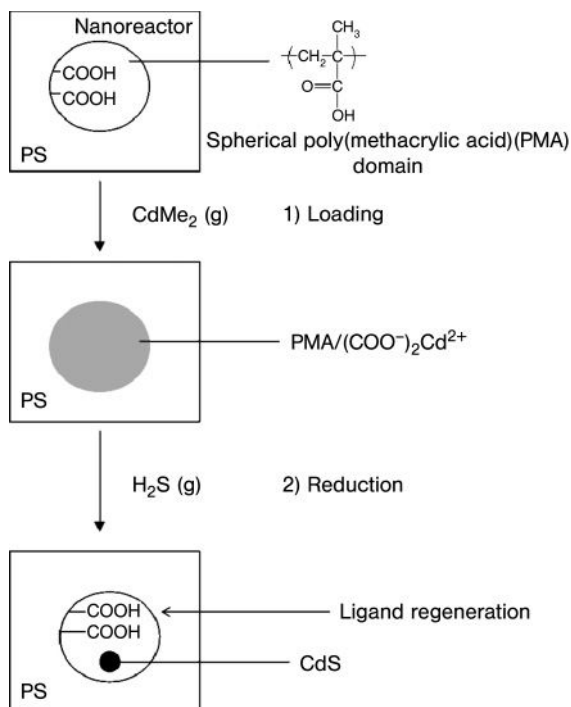 Nanoreactor
COOH
COOH
PS
CH₃
CH₂ C
O C
OH
Spherical poly(methacrylic acid)(PMA)
domain
CdMe₂ (g) 1) Loading
PS
PMA/(COO⁻)₂Cd²⁺
H₂S (g) 2) Reduction
COOH
COOH
Ligand regeneration
CdS
PS